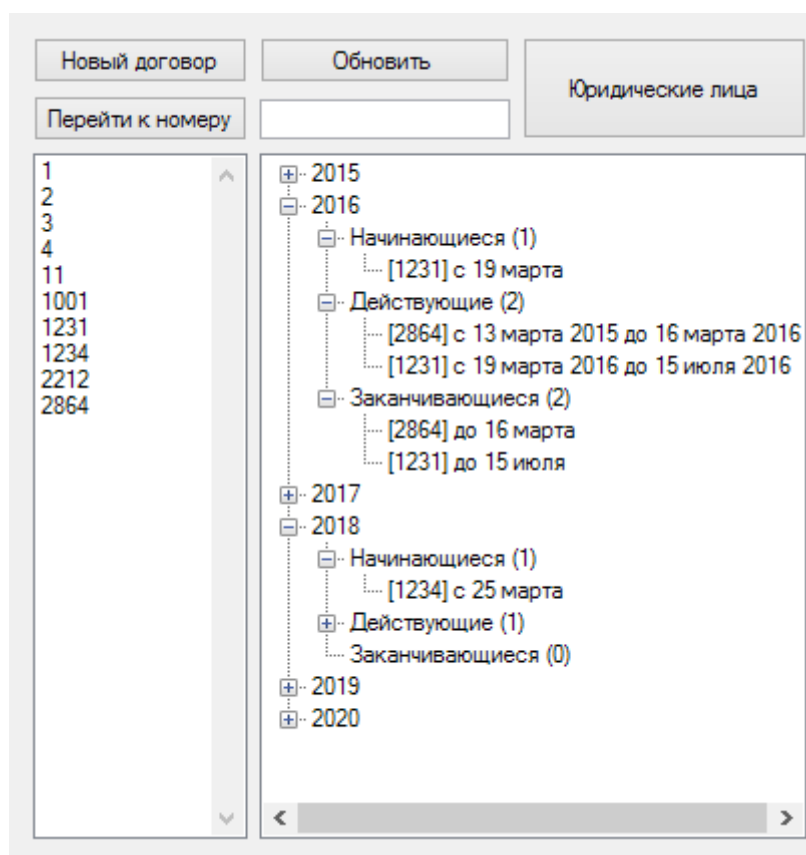 Новый договор
Обновить
Юридические лица
Перейти к номеру
1
2
3
4
11
1001
1231
1234
2212
2864
2015
2016
Начинающиеся (1)
[1231] с 19 марта
Действующие (2)
[2864] с 13 марта 2015 до 16 марта 2016
[1231] с 19 марта 2016 до 15 июля 2016
Заканчивающиеся (2)
[2864] до 16 марта
[1231] до 15 июля
2017
2018
Начинающиеся (1)
[1234] с 25 марта
Действующие (1)
Заканчивающиеся (0)
2019
2020